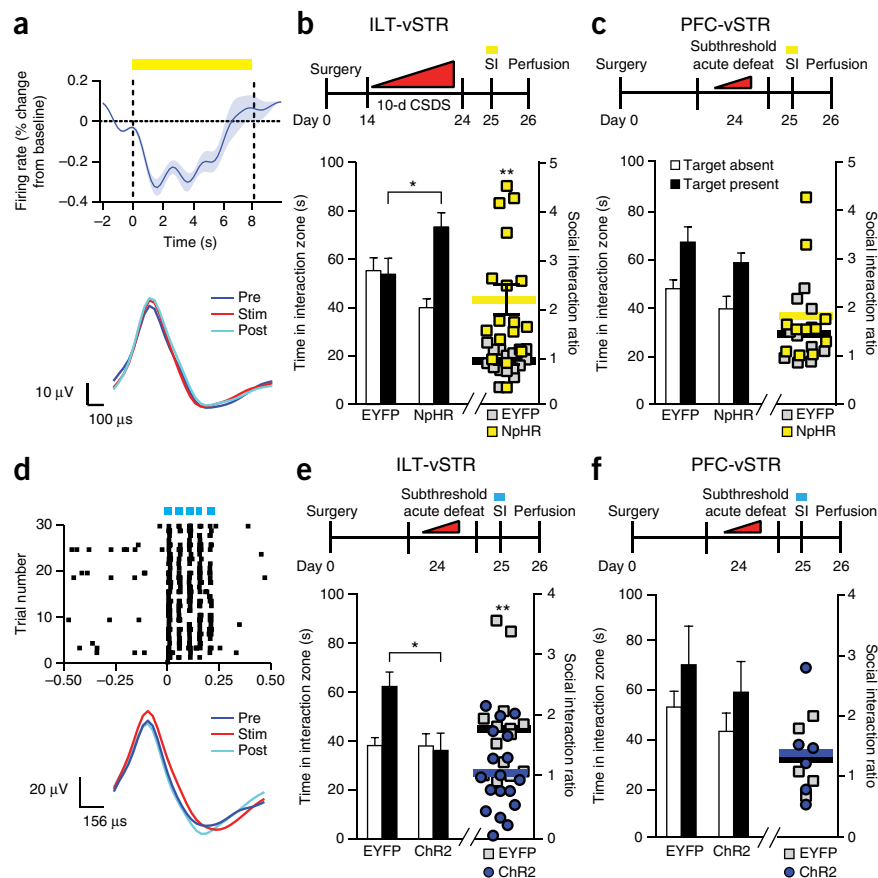 a
Firing rate (% change
from baseline)
0.2
0
−0.2
−0.4
−2
0
2
4
6
8
Time (s)
Pre
Stim
Post
10 μV
100 μs
b
ILT-vSTR
Surgery
SI
Perfusion
10-d CSDS
Day 0
14
24
25
26
Time in interaction zone (s)
100
80
60
40
20
0
*
**
5
4
3
2
1
0
Social interaction ratio
EYFP
NpHR
EYFP
NpHR
c
PFC-vSTR
Subthreshold
acute defeat
Surgery
SI
Perfusion
Day 0
24
25
26
Target absent
Target present
Time in interaction zone (s)
100
80
60
40
20
0
5
4
3
2
1
0
Social interaction ratio
EYFP
NpHR
EYFP
NpHR
d
Trial number
30
20
10
0
−0.50
−0.25
0
0.25
0.50
Pre
Stim
Post
20 μV
156 μs
e
ILT-vSTR
Subthreshold
acute defeat
Surgery
SI
Perfusion
Day 0
24
25
26
Time in interaction zone (s)
100
80
60
40
20
0
*
**
4
3
2
1
0
Social interaction ratio
EYFP
ChR2
EYFP
ChR2
f
PFC-vSTR
Subthreshold
acute defeat
Surgery
SI
Perfusion
Day 0
24
25
26
Time in interaction zone (s)
100
80
60
40
20
0
4
3
2
1
0
Social interaction ratio
EYFP
ChR2
EYFP
ChR2